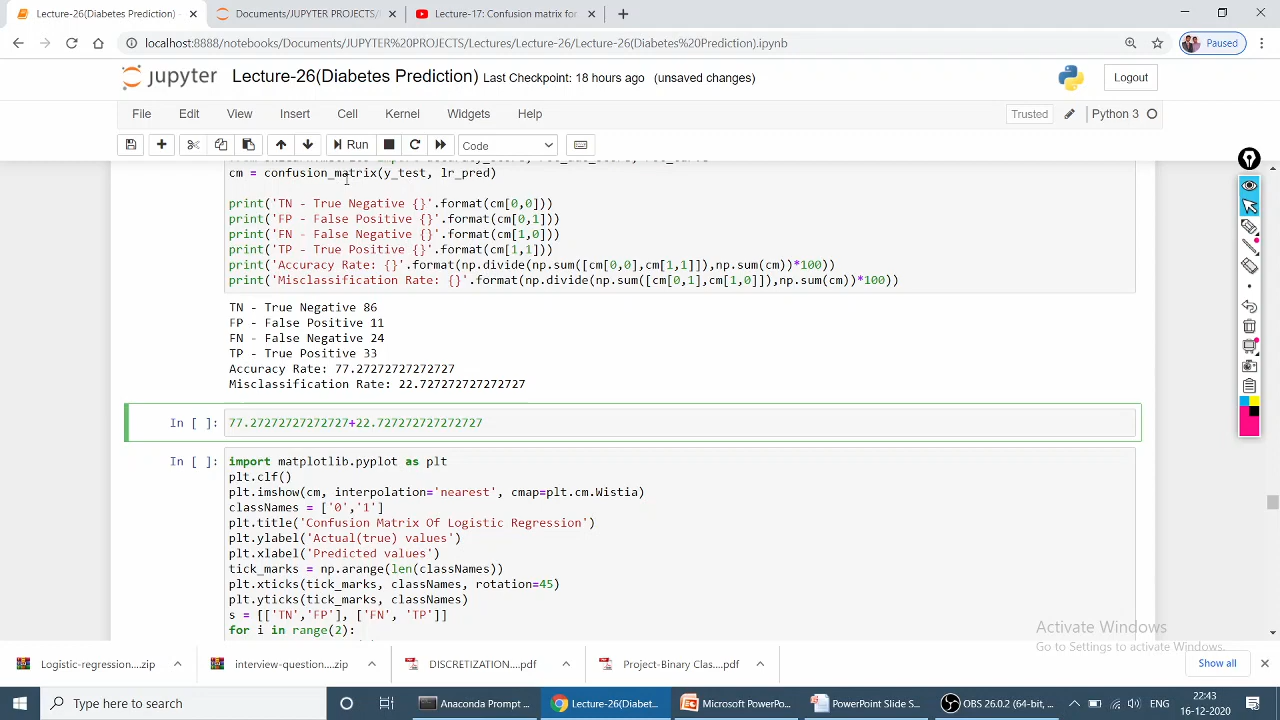 Lecture-26(Diabetes Prediction)
Documents/JUPYTER PROJECTS/
Lecture-17: Confusion matrix for
localhost:8888/notebooks/Documents/JUPYTER%20PROJECTS/Lectures/Lecture-26/Lecture-26(Diabetes%20Prediction).ipynb
Paused
jupyter
Lecture-26(Diabetes Prediction) Last Checkpoint: 18 hours ago (unsaved changes)
Logout
File Edit View Insert Cell Kernel Widgets Help
Trusted
Python 3
Run
Code
cm = confusion_matrix(y_test, lr_pred)
print('TN - True Negative {}'.format(cm[0,0]))
print('FP - False Positive {}'.format(cm[0,1]))
print('FN - False Negative {}'.format(cm[1,0]))
print('TP - True Positive {}'.format(cm[1,1]))
print('Accuracy Rate: {}'.format(np.divide(np.sum([cm[0,0],cm[1,1]]),np.sum(cm))*100))
print('Misclassification Rate: {}'.format(np.divide(np.sum([cm[0,1],cm[1,0]]),np.sum(cm))*100))
TN - True Negative 86
FP - False Positive 11
FN - False Negative 24
TP - True Positive 33
Accuracy Rate: 77.27272727272727
Misclassification Rate: 22.727272727272727
In [ ]: 77.27272727272727+22.727272727272727
In [ ]: import matplotlib.pyplot as plt
plt.clf()
plt.imshow(cm, interpolation='nearest', cmap=plt.cm.Wistia)
classNames = ['0','1']
plt.title('Confusion Matrix Of Logistic Regression')
plt.ylabel('Actual(true) values')
plt.xlabel('Predicted values')
tick_marks = np.arange(len(classNames))
plt.xticks(tick_marks, classNames, rotation=45)
plt.yticks(tick_marks, classNames)
s = [['TN','FP'], ['FN', 'TP']]
for i in range(2):
Activate Windows
Go to Settings to activate Windows.
Logistic-regression....zip
interview-question....zip
DISCRETIZATION....pdf
Project-Binary Clas....pdf
Show all
Type here to search
Anaconda Prompt ...
Lecture-26(Diabet...
Microsoft PowerPo...
PowerPoint Slide S...
OBS 26.0.2 (64-bit, ...
ENG
22:43
16-12-2020